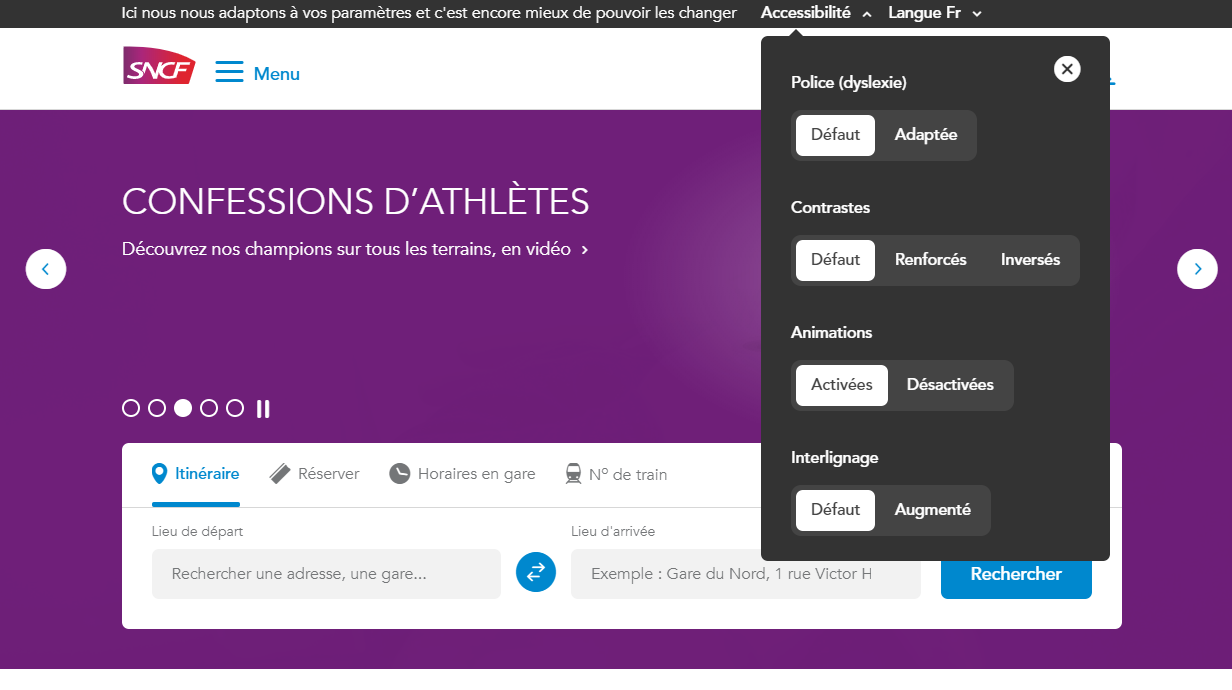 Ici nous nous adaptons à vos paramètres et c'est encore mieux de pouvoir les changer
Accessibilité
Langue Fr
SNCF
Menu
Police (dyslexie)
Défaut
Adaptée
Contrastes
Défaut
Renforcés
Inversés
Animations
Activées
Désactivées
Interlignage
Défaut
Augmenté
CONFESSIONS D’ATHLÈTES
Découvrez nos champions sur tous les terrains, en vidéo
Itinéraire
Réserver
Horaires en gare
N° de train
Lieu de départ
Lieu d'arrivée
Rechercher une adresse, une gare...
Exemple : Gare du Nord, 1 rue Victor H
Rechercher